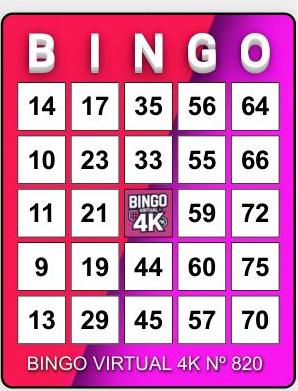 B I N G O
14 17 35 56 64
10 23 33 55 66
11 21 BINGO VIRTUAL 4K 59 72
9 19 44 60 75
13 29 45 57 70
BINGO VIRTUAL 4K Nº 820